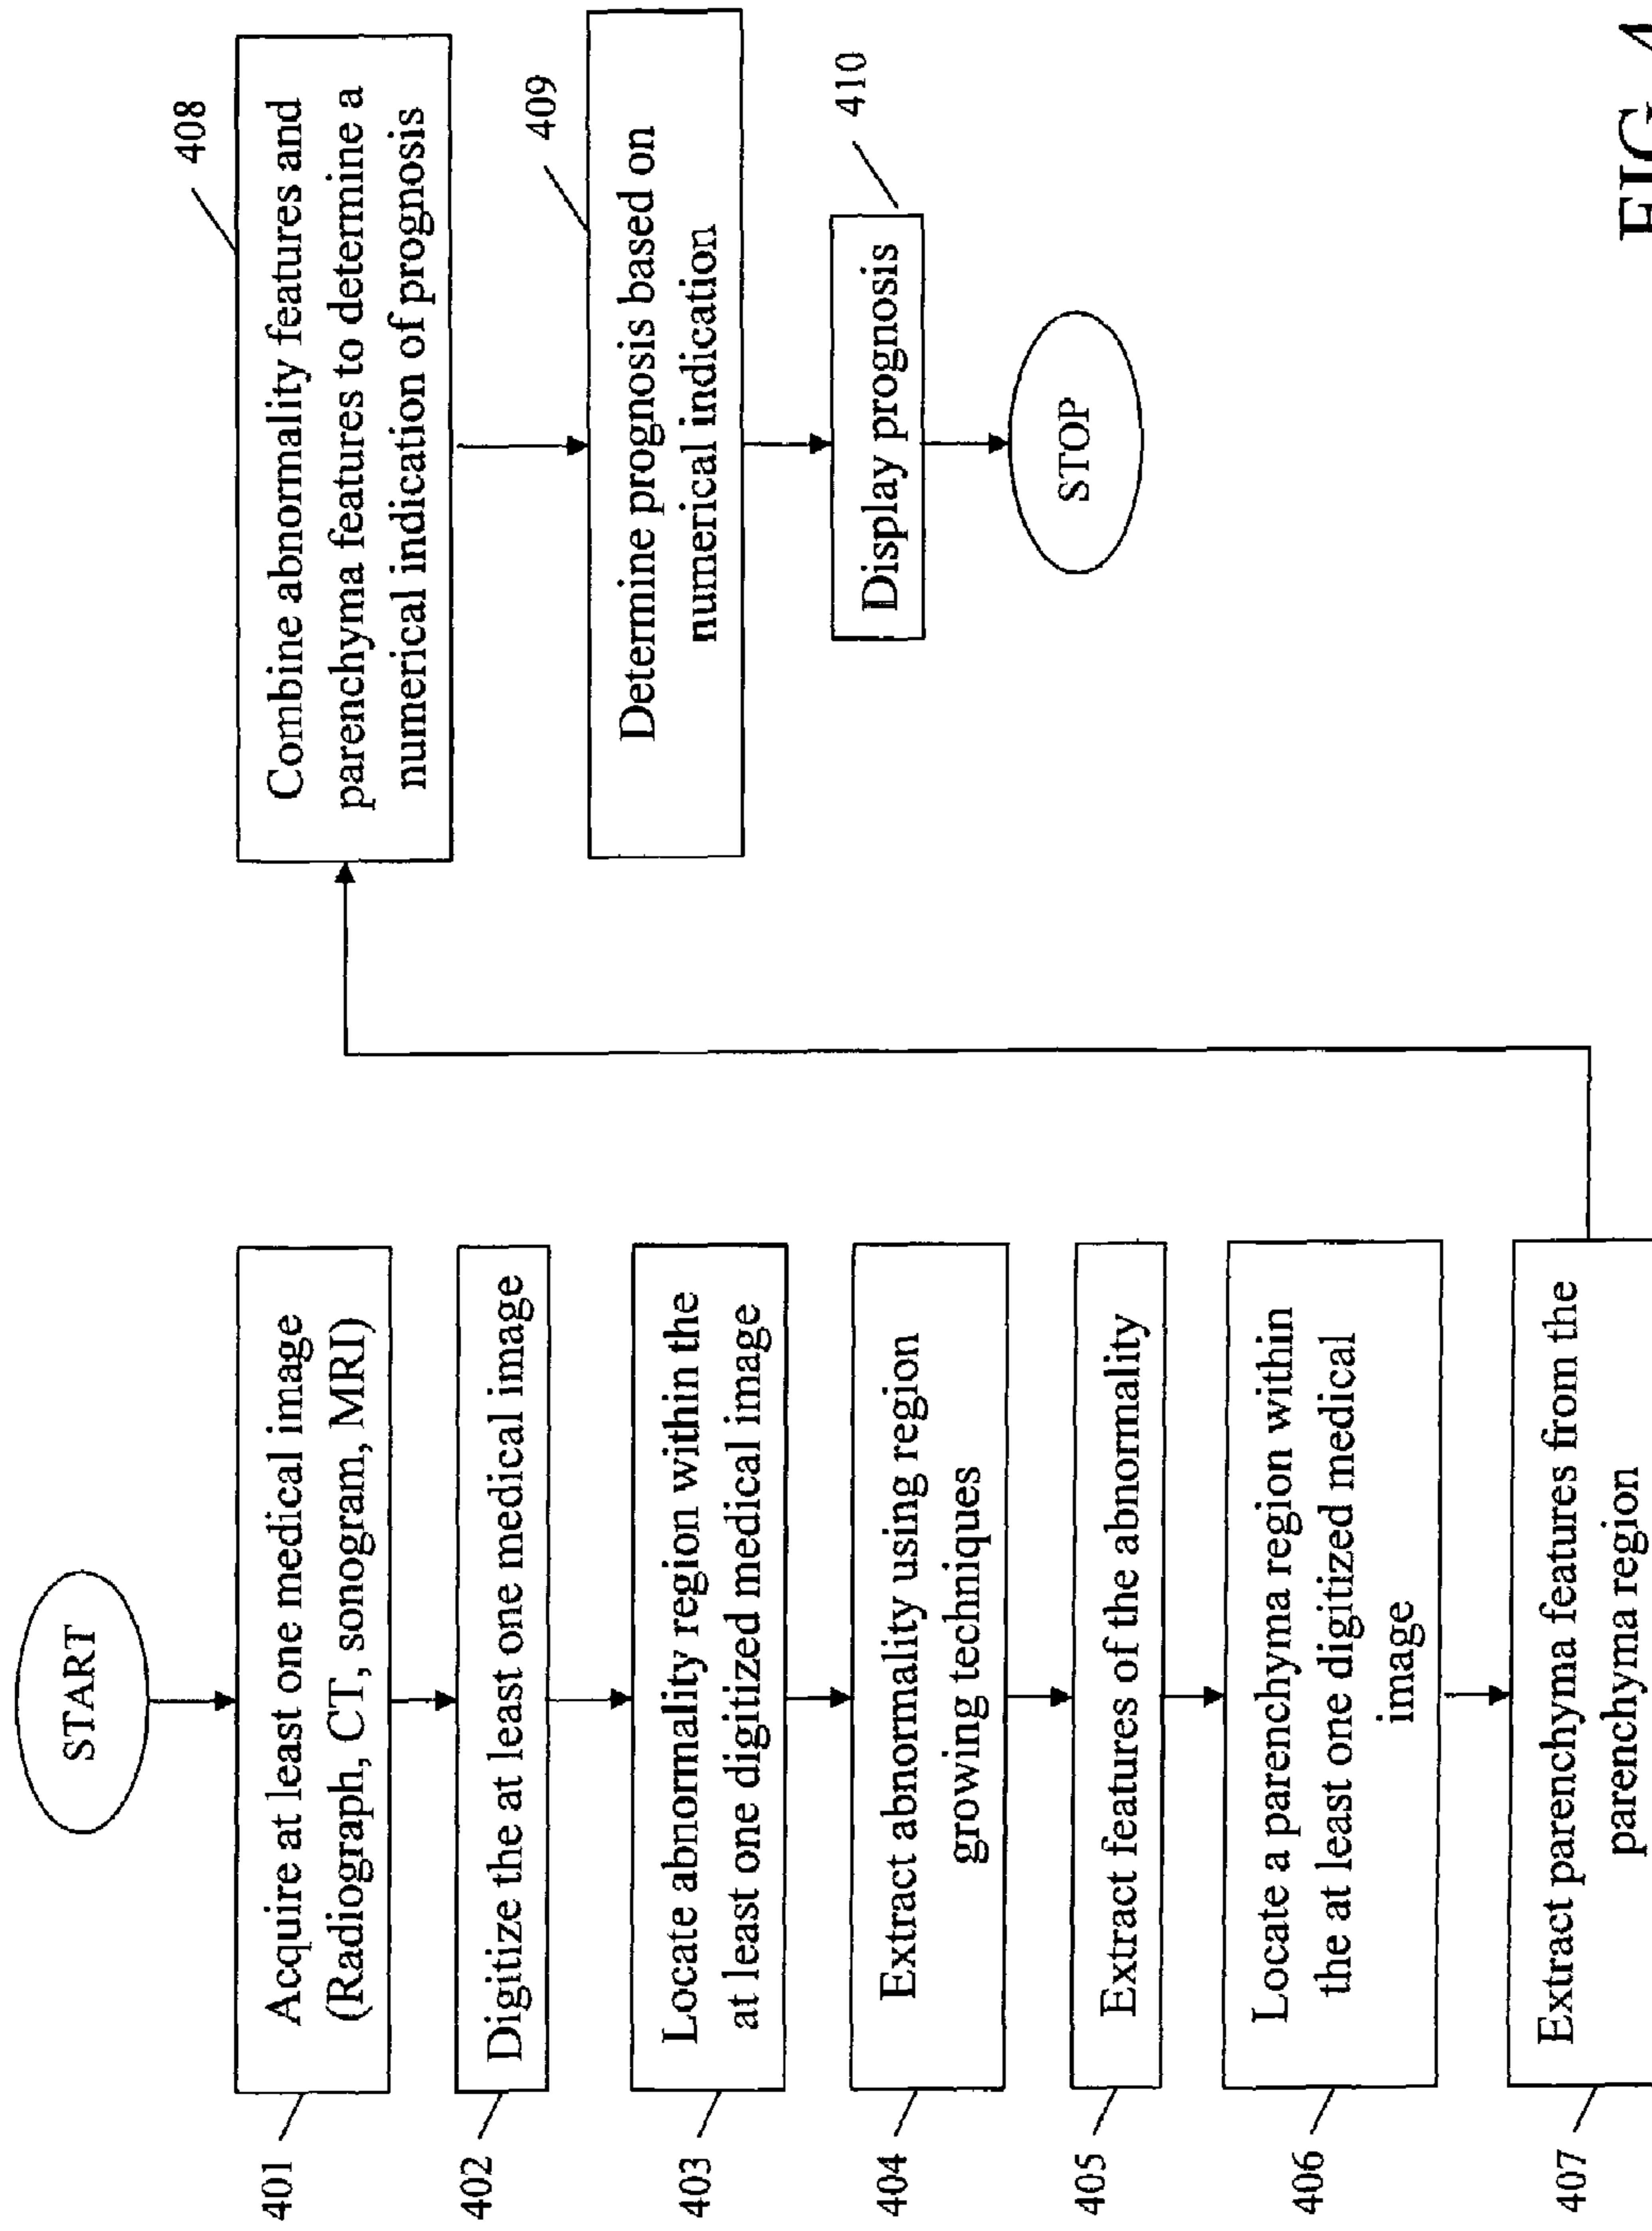 START
401
Acquire at least one medical image
(Radiograph, CT, sonogram, MRI)
402
Digitize the at least one medical image
403
Locate abnormality region within the
at least one digitized medical image
404
Extract abnormality using region
growing techniques
405
Extract features of the abnormality
406
Locate a parenchyma region within
the at least one digitized medical
image
407
Extract parenchyma features from the
parenchyma region
408
Combine abnormality features and
parenchyma features to determine a
numerical indication of prognosis
409
Determine prognosis based on
numerical indication
410
Display prognosis
STOP
FIG 4